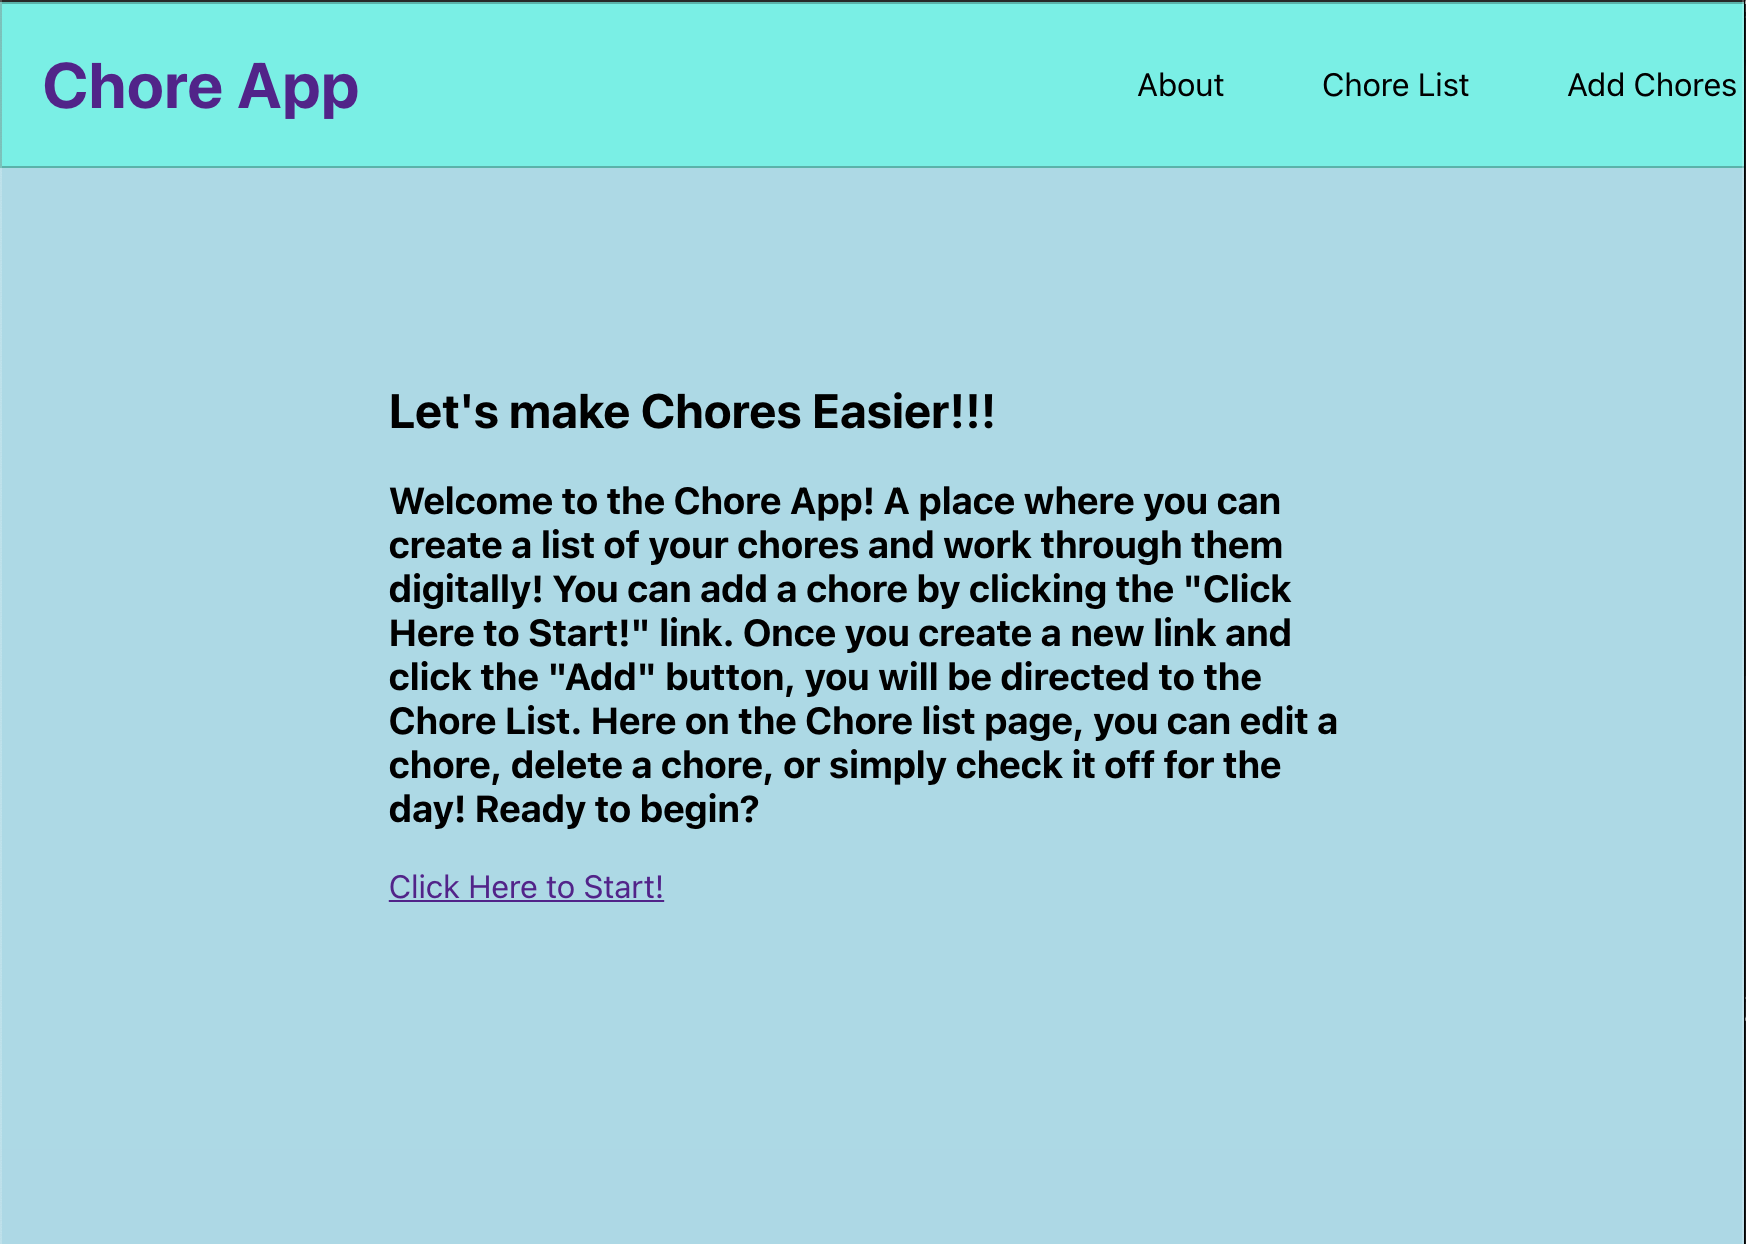 Chore App
About
Chore List
Add Chores
Let's make Chores Easier!!!
Welcome to the Chore App! A place where you can
create a list of your chores and work through them
digitally! You can add a chore by clicking the "Click
Here to Start!" link. Once you create a new link and
click the "Add" button, you will be directed to the
Chore List. Here on the Chore list page, you can edit a
chore, delete a chore, or simply check it off for the
day! Ready to begin?
Click Here to Start!